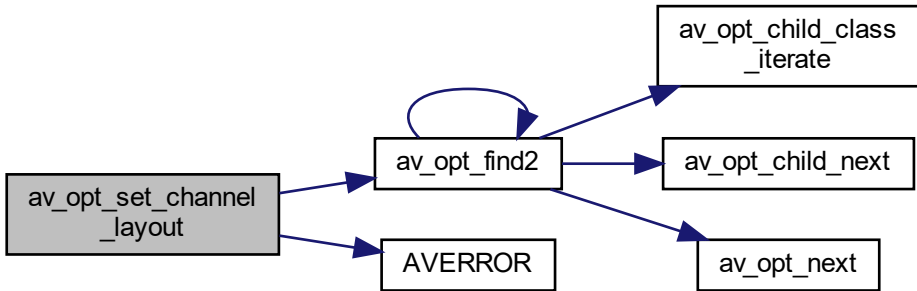 av_opt_set_channel
_layout
av_opt_find2
AVERROR
av_opt_child_class
_iterate
av_opt_child_next
av_opt_next